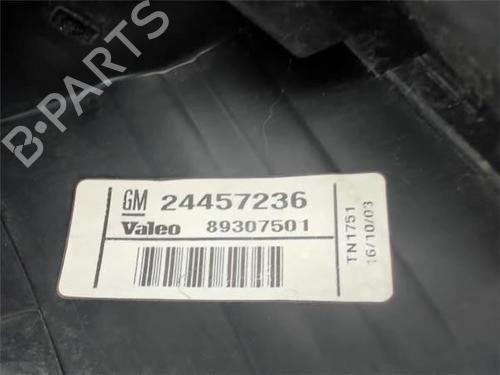 B-PARTS
GM 24457236
Valeo 89307501
TN1751
16/10/03